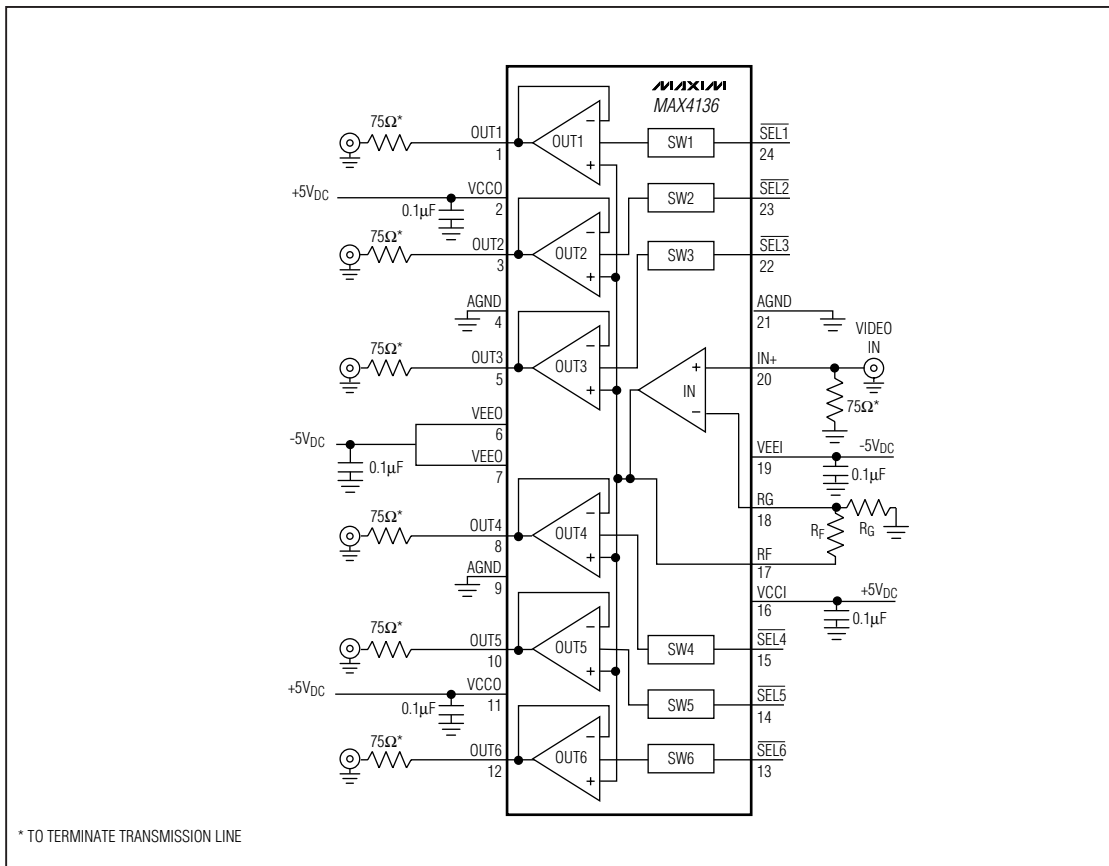 MAXIM
MAX4136
75Ω*
OUT1
1
OUT1
SW1
SEL1
24
+5VDC
VCCO
2
0.1µF
SW2
SEL2
23
75Ω*
OUT2
3
OUT2
SW3
SEL3
22
AGND
4
AGND
21
VIDEO
IN
75Ω*
OUT3
5
OUT3
IN
IN+
20
75Ω*
-5VDC
VEEO
6
VEEO
7
0.1µF
VEEI
19
-5VDC
0.1µF
RG
18
RF
RG
75Ω*
OUT4
8
OUT4
RF
17
AGND
9
VCCI
16
+5VDC
0.1µF
75Ω*
OUT5
10
OUT5
SW4
SEL4
15
+5VDC
VCCO
11
0.1µF
SW5
SEL5
14
75Ω*
OUT6
12
OUT6
SW6
SEL6
13
- + - + - + + - - + - + - +
* TO TERMINATE TRANSMISSION LINE